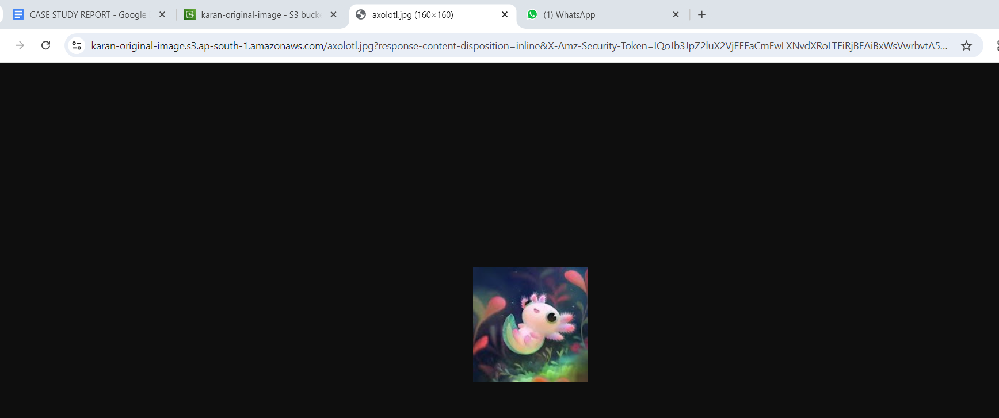 CASE STUDY REPORT - Google
karan-original-image - S3 buck
axolotl.jpg (160×160)
(1) WhatsApp
karan-original-image.s3.ap-south-1.amazonaws.com/axolotl.jpg?response-content-disposition=inline&X-Amz-Security-Token=IQoJb3JpZ2luX2VjEFEaCmFwLXNvdXRoLTEiRjBEAiBxWsVwrbvtA5...